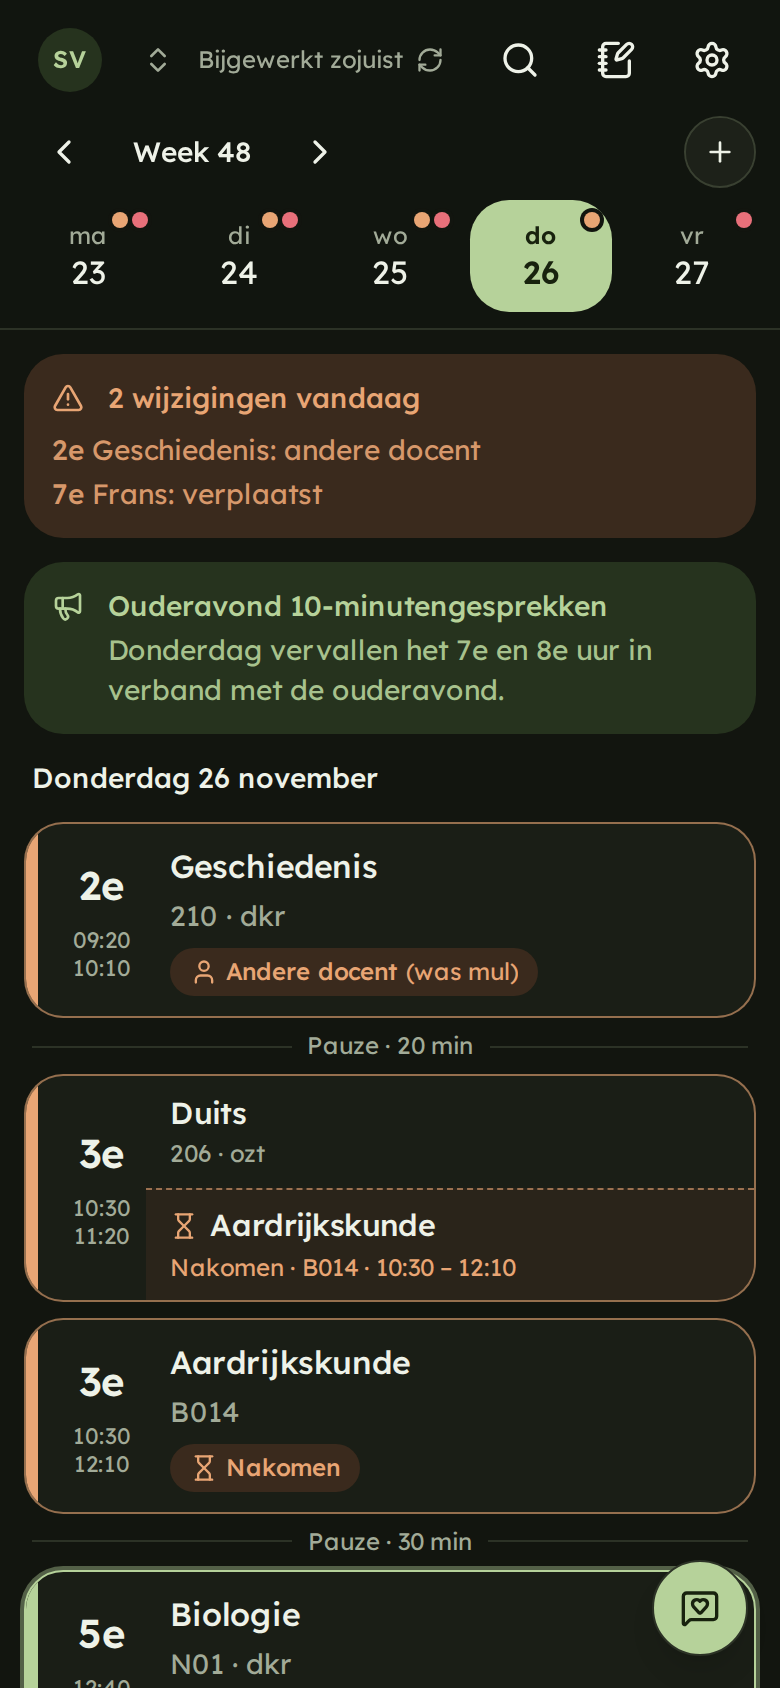 SV
Bijgewerkt zojuist
Week 48
ma di wo do vr
23 24 25 26 27
2 wijzigingen vandaag
2e Geschiedenis: andere docent
7e Frans: verplaatst
Ouderavond 10-minutengesprekken
Donderdag vervallen het 7e en 8e uur in
verband met de ouderavond.
Donderdag 26 november
2e
09:20
10:10
Geschiedenis
210 · dkr
Andere docent (was mul)
Pauze · 20 min
3e
10:30
11:20
Duits
206 · ozt
Aardrijkskunde
Nakomen · B014 · 10:30 – 12:10
3e
10:30
12:10
Aardrijkskunde
B014
Nakomen
Pauze · 30 min
5e
12:40
Biologie
N01 · dkr